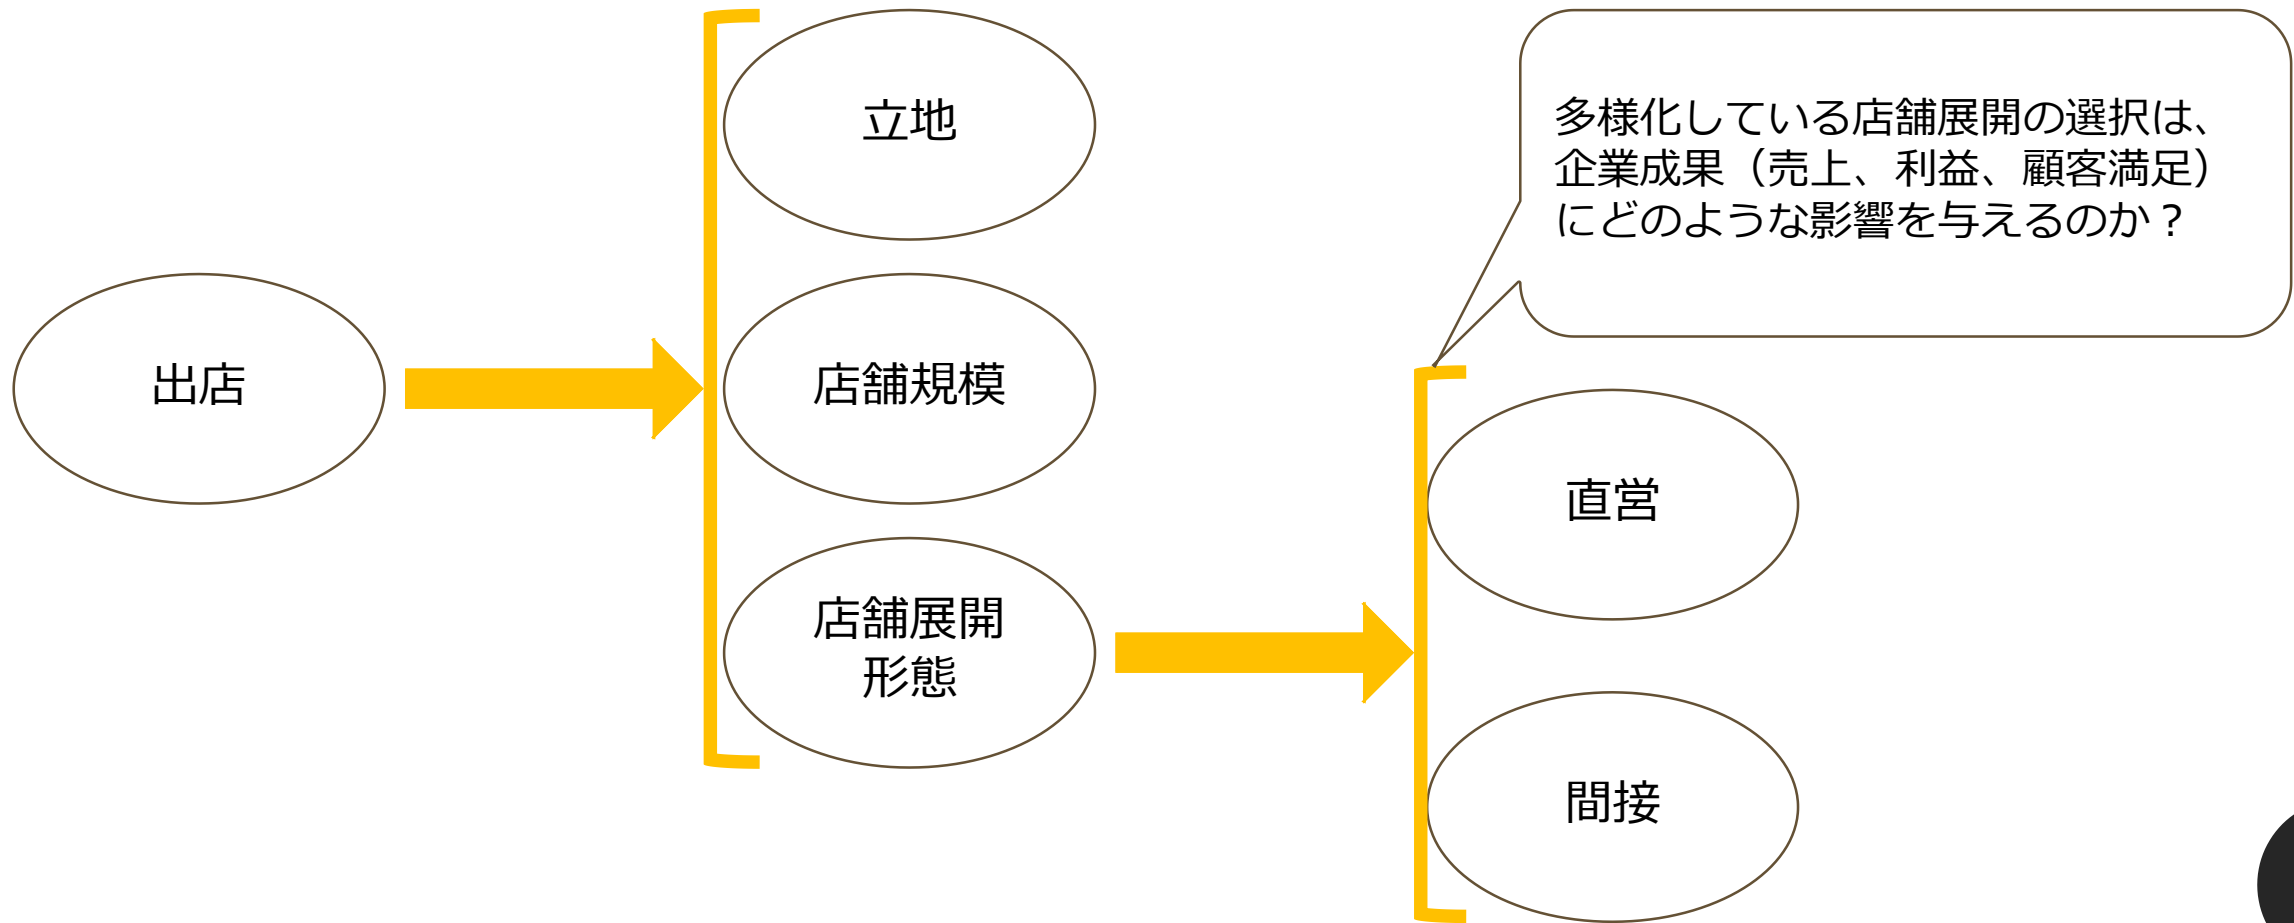 出店
立地
店舗規模
店舗展開
形態
多様化している店舗展開の選択は、
企業成果（売上、利益、顧客満足）
にどのような影響を与えるのか？
直営
間接